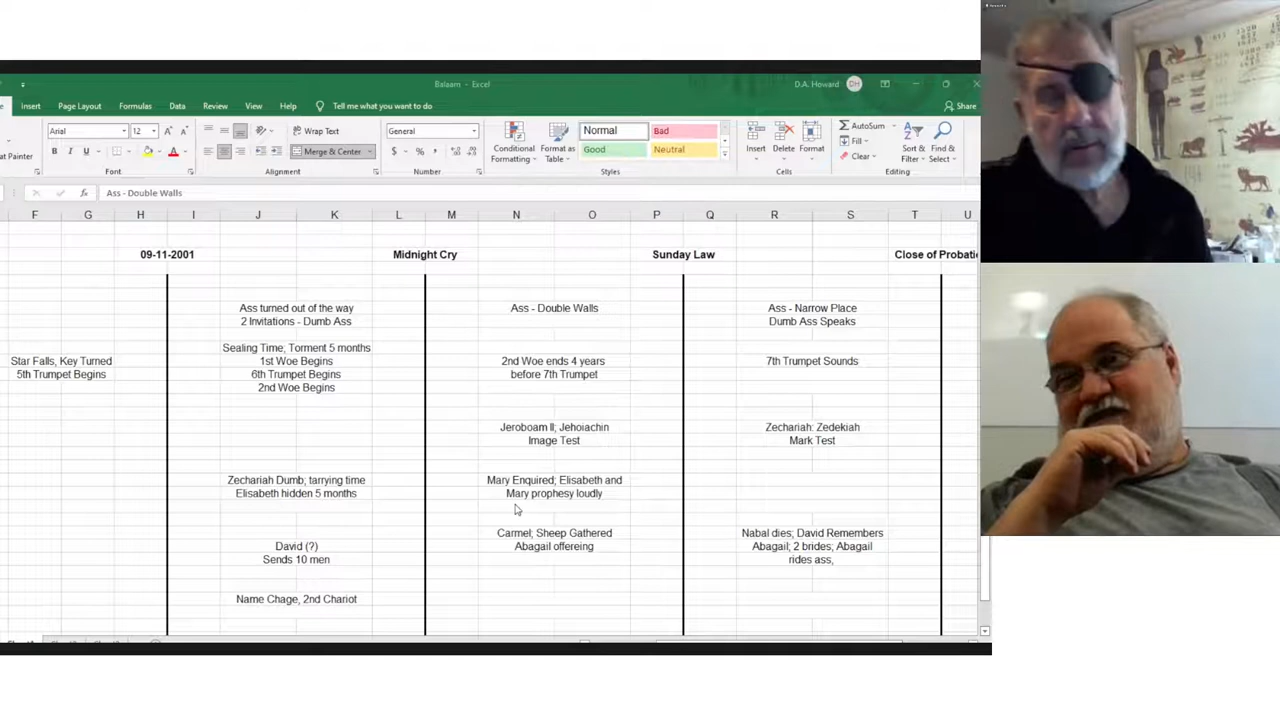 Balaam - Excel
D.A. Howard DH
Insert Page Layout Formulas Data Review View Help Tell me what you want to do Share
Arial 12 A A Wrap Text General Conditional Formatting Format as Table Normal Bad Insert Delete Format AutoSum
at Painter B I U A Merge & Center $ % Good Neutral Fill Sort & Filter Find & Select
Clear
Font Alignment Number Styles Cells Editing
fx Ass - Double Walls
F G H I J K L M N O P Q R S T U
09-11-2001 Midnight Cry Sunday Law Close of Probati
Ass turned out of the way
2 Invitations - Dumb Ass
Ass - Double Walls
Ass - Narrow Place
Dumb Ass Speaks
Star Falls, Key Turned
5th Trumpet Begins
Sealing Time; Torment 5 months
1st Woe Begins
6th Trumpet Begins
2nd Woe Begins
2nd Woe ends 4 years
before 7th Trumpet
7th Trumpet Sounds
Jeroboam II; Jehoiachin
Image Test
Zechariah: Zedekiah
Mark Test
Zechariah Dumb; tarrying time
Elisabeth hidden 5 months
Mary Enquired; Elisabeth and
Mary prophesy loudly
David (?)
Sends 10 men
Carmel; Sheep Gathered
Abagail offereing
Nabal dies; David Remembers
Abagail; 2 brides; Abagail
rides ass,
Name Chage, 2nd Chariot